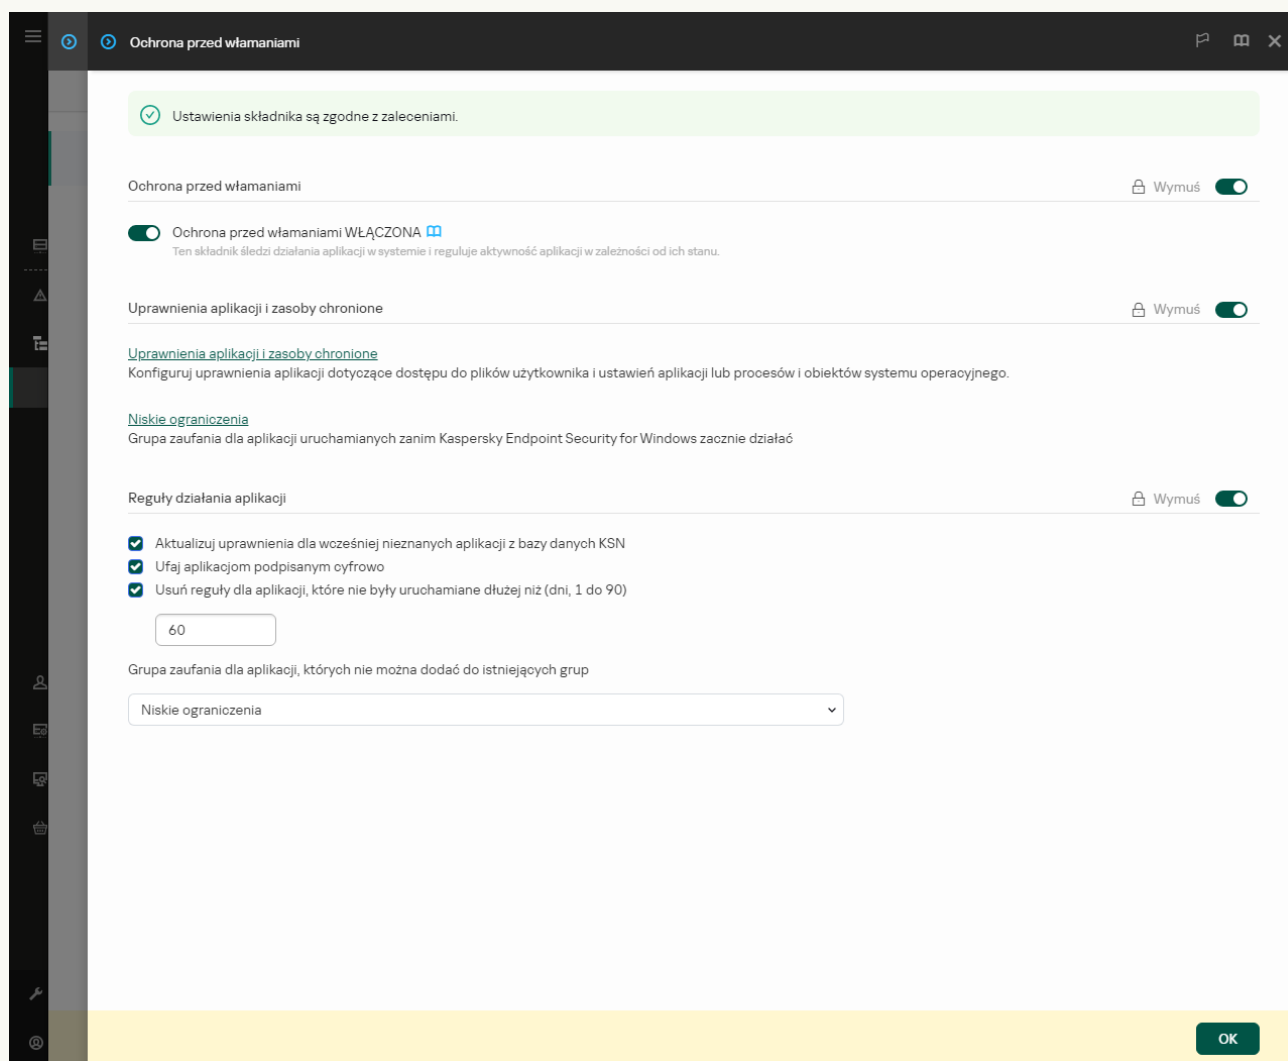 Ochrona przed włamaniami
Ustawienia składnika są zgodne z zaleceniami.
Ochrona przed włamaniami
Wymuś
Ochrona przed włamaniami WŁĄCZONA
Ten składnik śledzi działania aplikacji w systemie i reguluje aktywność aplikacji w zależności od ich stanu.
Uprawnienia aplikacji i zasoby chronione
Wymuś
Uprawnienia aplikacji i zasoby chronione
Konfiguruj uprawnienia aplikacji dotyczące dostępu do plików użytkownika i ustawień aplikacji lub procesów i obiektów systemu operacyjnego.
Niskie ograniczenia
Grupa zaufania dla aplikacji uruchamianych zanim Kaspersky Endpoint Security for Windows zacznie działać
Reguły działania aplikacji
Wymuś
Aktualizuj uprawnienia dla wcześniej nieznanych aplikacji z bazy danych KSN
Ufaj aplikacjom podpisanym cyfrowo
Usuń reguły dla aplikacji, które nie były uruchamiane dłużej niż (dni, 1 do 90)
60
Grupa zaufania dla aplikacji, których nie można dodać do istniejących grup
Niskie ograniczenia
OK